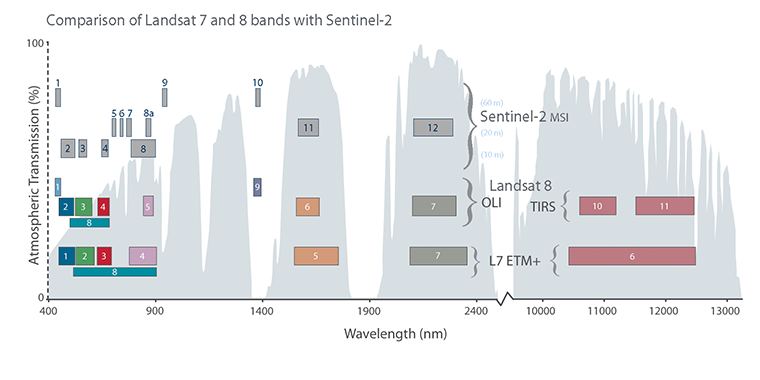 Comparison of Landsat 7 and 8 bands with Sentinel-2
100
Atmospheric Transmission (%)
0
1 9 10
(60 m)
5 6 7 8a
11 12
Sentinel-2 MSI
(20 m)
2 3 4 8
(10 m)
1 9
Landsat 8
2 3 4 5 6 7
OLI
TIRS
10 11
8
1 2 3 4 5 7
L7 ETM+
6
8
400 900 1400 1900 2400 10000 11000 12000 13000
Wavelength (nm)